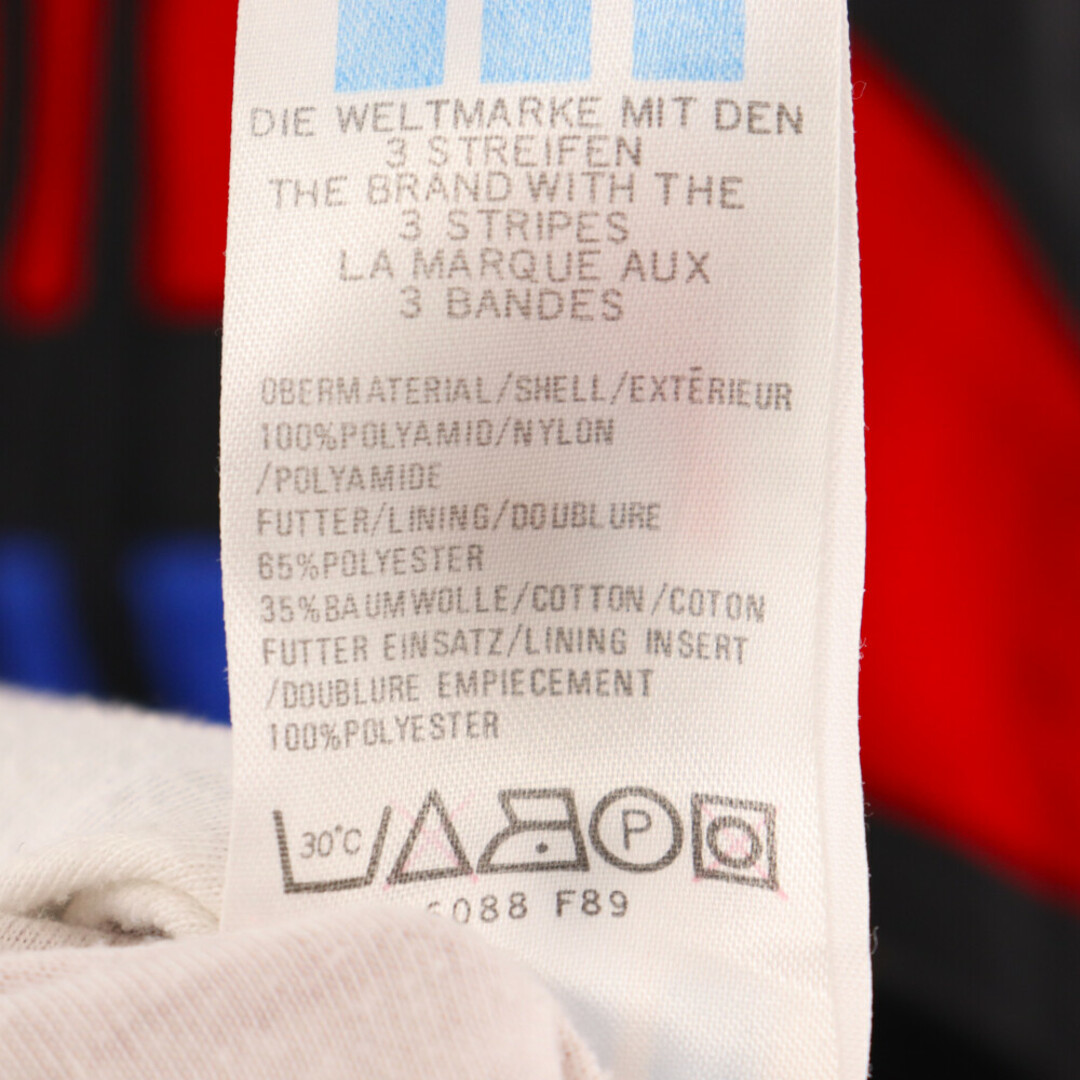 DIE WELTMARKE MIT DEN
3 STREIFEN
THE BRAND WITH THE
3 STRIPES
LA MARQUE AUX
3 BANDES
OBERMATERIAL/SHELL/EXTÉRIEUR
100%POLYAMID/NYLON
/POLYAMIDE
FUTTER/LINING/DOUBLURE
65%POLYESTER
35%BAUMWOLLE/COTTON/COTON
FUTTER EINSATZ/LINING INSERT
/DOUBLURE EMPIECEMENT
100%POLYESTER
30°C P
6088 F89